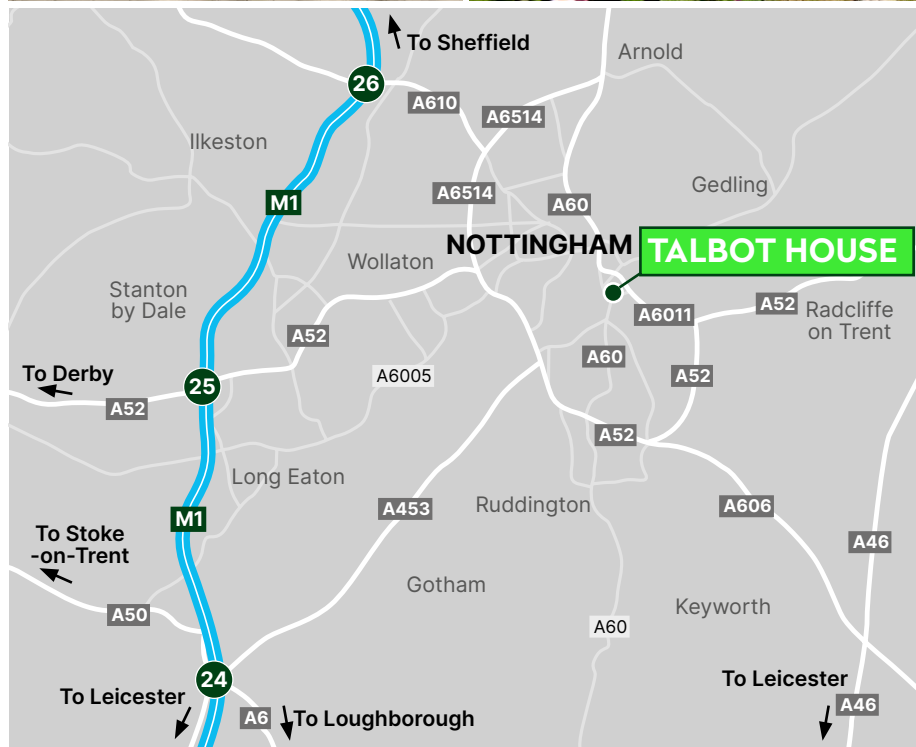 To Sheffield
Arnold
26
A610
A6514
Ilkeston
A6514
Gedling
M1
A60
NOTTINGHAM
TALBOT HOUSE
Wollaton
Stanton
by Dale
A52
Radcliffe
on Trent
A6011
A52
A60
To Derby
25
A6005
A52
A52
A52
Long Eaton
M1
A453
Ruddington
A606
To Stoke
-on-Trent
A46
Gotham
Keyworth
A50
A60
24
To Leicester
To Leicester
A6
To Loughborough
A46